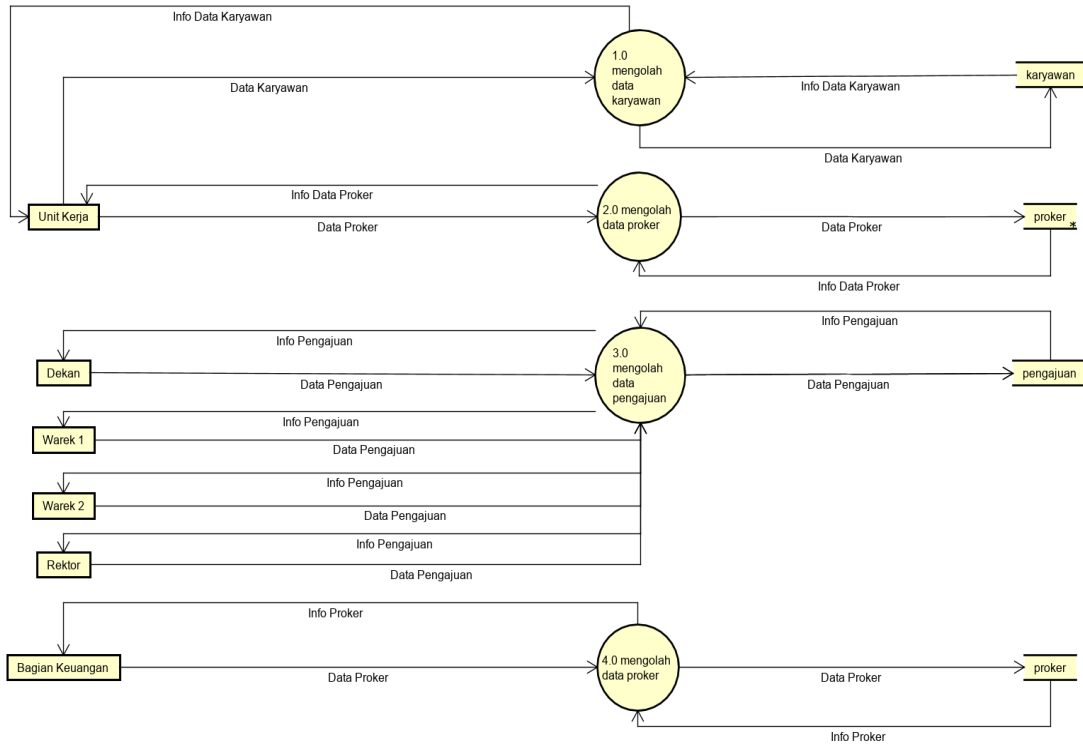 Info Data Karyawan
1.0
mengolah
data
karyawan
karyawan
Info Data Karyawan
Data Karyawan
Data Karyawan
Info Data Proker
Unit Kerja
2.0 mengolah
data proker
proker
*
Data Proker
Data Proker
Info Data Proker
Info Pengajuan
Info Pengajuan
3.0
mengolah
data
pengajuan
Dekan
pengajuan
Data Pengajuan
Data Pengajuan
Info Pengajuan
Warek 1
Data Pengajuan
Info Pengajuan
Warek 2
Data Pengajuan
Info Pengajuan
Rektor
Data Pengajuan
Info Proker
4.0 mengolah
data proker
Bagian Keuangan
proker
Data Proker
Data Proker
Info Proker